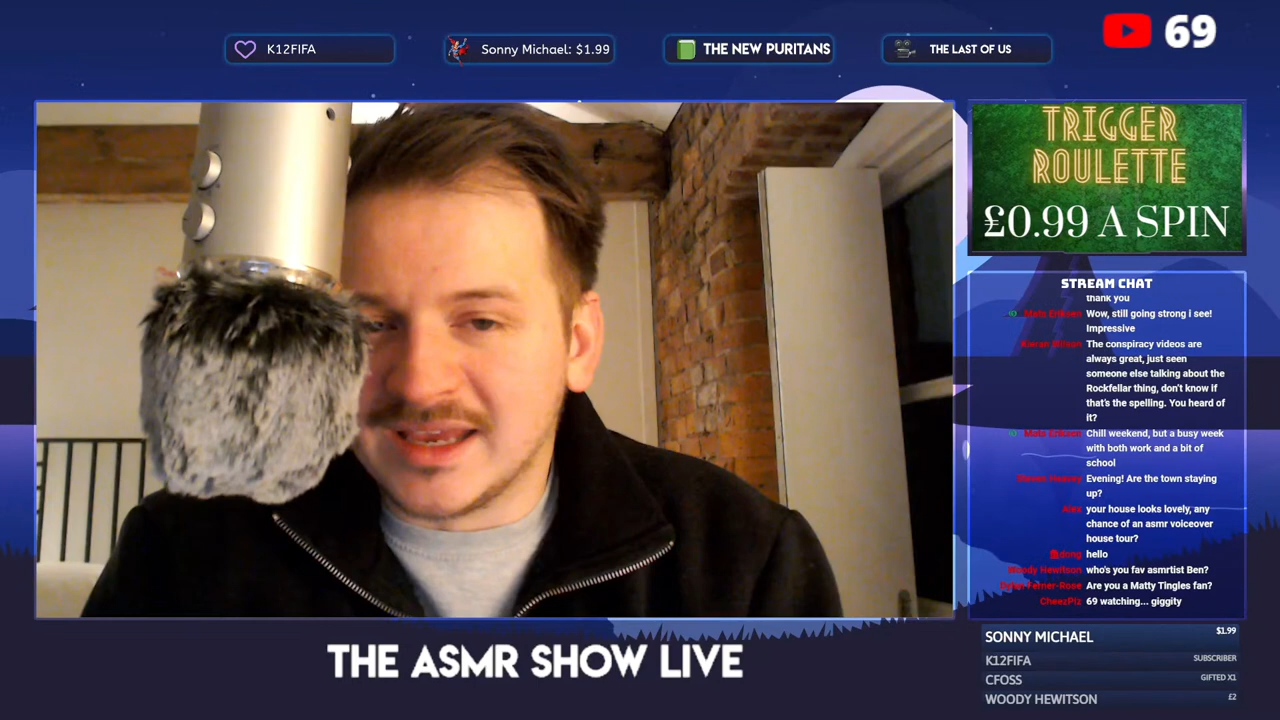 K12FIFA
Sonny Michael: $1.99
THE NEW PURITANS
THE LAST OF US
69
TRIGGER
ROULETTE
£0.99 A SPIN
STREAM CHAT
thank you
Wow, still going strong I see!
Impressive
The conspiracy videos are
always great, just seen
someone else talking about the
Rockfellar thing, don't know if
that's the spelling. You heard of
it?
Chill weekend, but a busy week
with both work and a bit of
school
Evening! Are the town staying
up?
Alex your house looks lovely, any
chance of an asmr voiceover
house tour?
hello
Woody Hewitson who's you fav asmrtist Ben?
Are you a Matty Tingles fan?
CheezPlz 69 watching... giggity
THE ASMR SHOW LIVE
SONNY MICHAEL $1.99
K12FIFA SUBSCRIBER
CFOSS GIFTED X1
WOODY HEWITSON £2